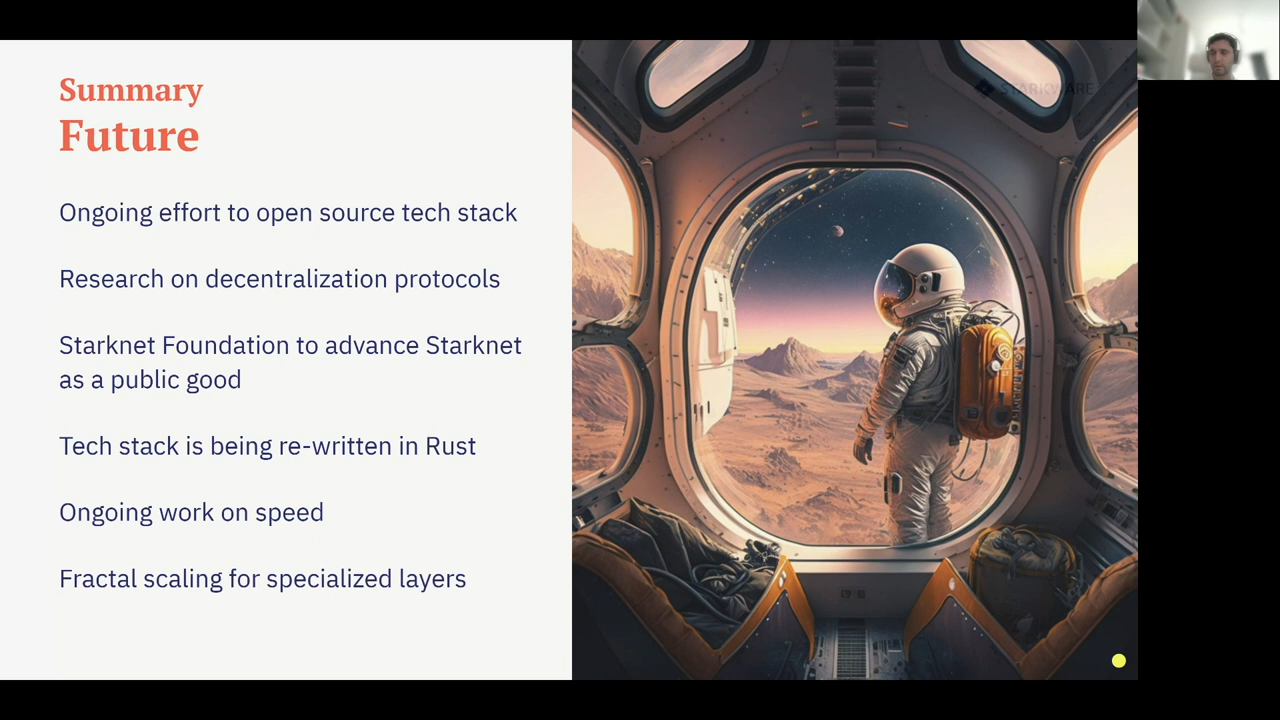 Summary
Future
Ongoing effort to open source tech stack
Research on decentralization protocols
Starknet Foundation to advance Starknet
as a public good
Tech stack is being re-written in Rust
Ongoing work on speed
Fractal scaling for specialized layers
STARKWARE